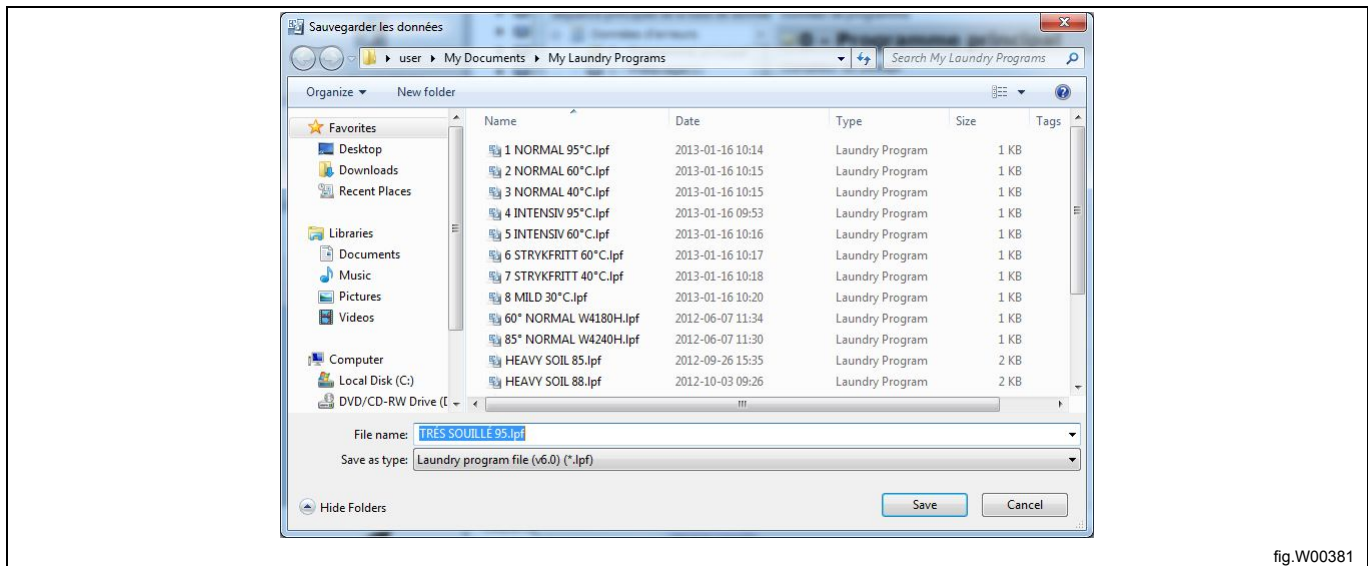 Sauvegarder les données
0 - Programme principal
user ▸ My Documents ▸ My Laundry Programs
Search My Laundry Programs
Organize New folder
Favorites
Desktop
Downloads
Recent Places
Libraries
Documents
Music
Pictures
Videos
Computer
Local Disk (C:)
DVD/CD-RW Drive (D
Name Date Type Size Tags
1 NORMAL 95°C.lpf 2013-01-16 10:14 Laundry Program 1 KB
2 NORMAL 60°C.lpf 2013-01-16 10:15 Laundry Program 1 KB
3 NORMAL 40°C.lpf 2013-01-16 10:15 Laundry Program 1 KB
4 INTENSIV 95°C.lpf 2013-01-16 09:53 Laundry Program 1 KB
5 INTENSIV 60°C.lpf 2013-01-16 10:16 Laundry Program 1 KB
6 STRYKFRITT 60°C.lpf 2013-01-16 10:17 Laundry Program 1 KB
7 STRYKFRITT 40°C.lpf 2013-01-16 10:18 Laundry Program 1 KB
8 MILD 30°C.lpf 2013-01-16 10:20 Laundry Program 1 KB
60° NORMAL W4180H.lpf 2012-06-07 11:34 Laundry Program 1 KB
85° NORMAL W4240H.lpf 2012-06-07 11:30 Laundry Program 1 KB
HEAVY SOIL 85.lpf 2012-09-26 15:35 Laundry Program 2 KB
HEAVY SOIL 88.lpf 2012-10-03 09:26 Laundry Program 2 KB
File name: TRÉS SOUILLÉ 95.lpf
Save as type: Laundry program file (v6.0) (*.lpf)
Hide Folders
Save Cancel
fig.W00381